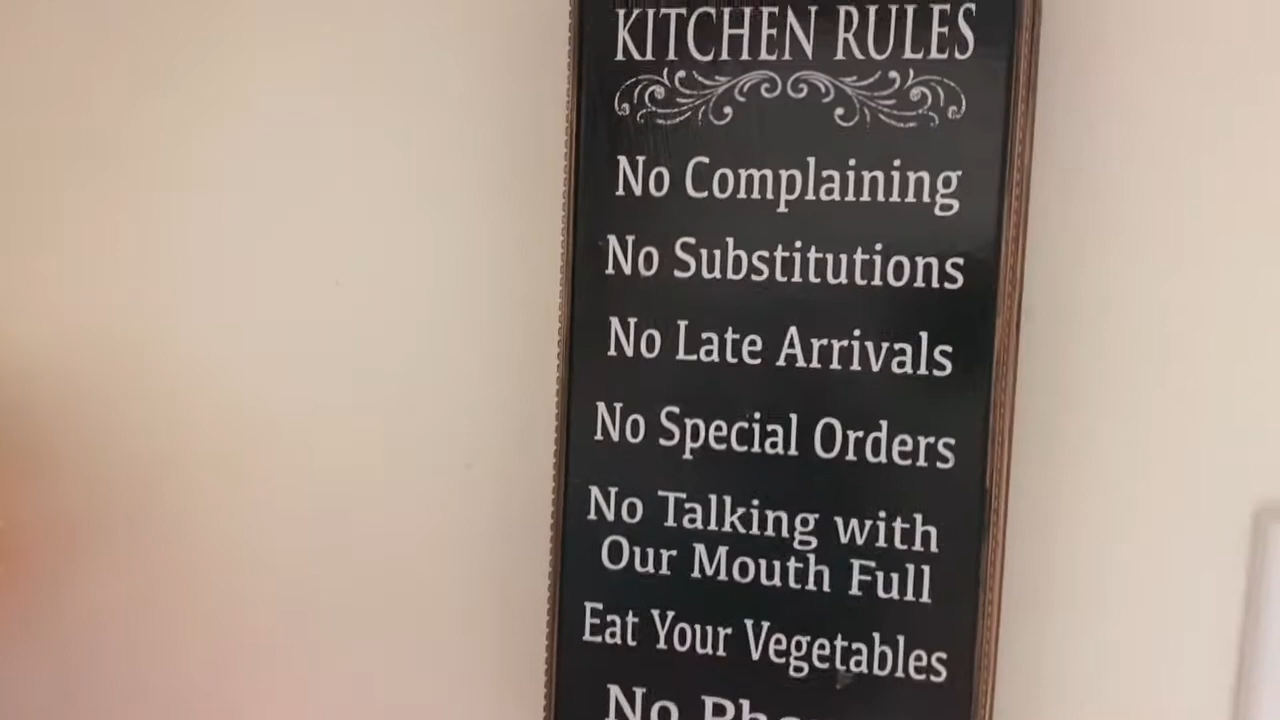 KITCHEN RULES
No Complaining
No Substitutions
No Late Arrivals
No Special Orders
No Talking with
Our Mouth Full
Eat Your Vegetables
No